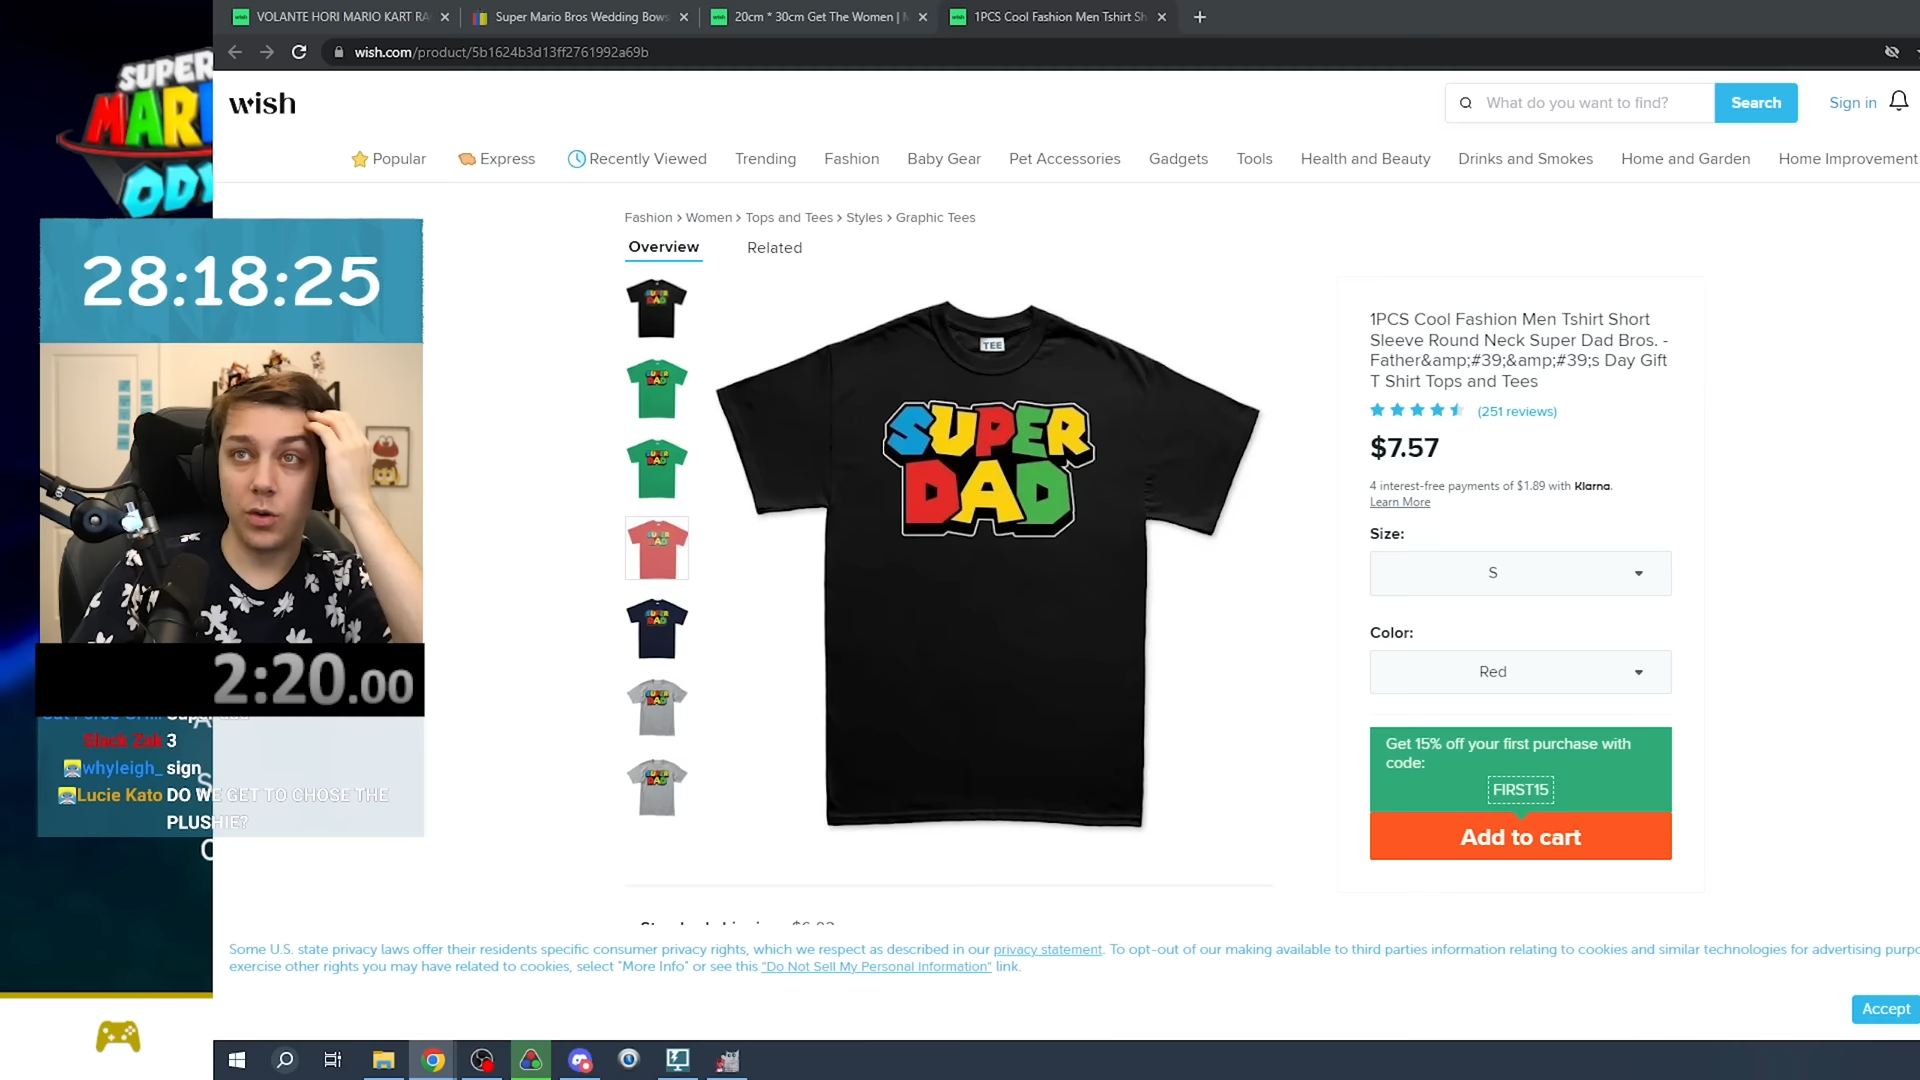 VOLANTE HORI MARIO KART RA
Super Mario Bros Wedding Bows
20cm * 30cm Get The Women |
1PCS Cool Fashion Men Tshirt Sh
wish.com/product/5b1624b3d13ff2761992a69b
SUPER
MARI
ODY
wish
What do you want to find?
Search
Sign in
Popular
Express
Recently Viewed
Trending
Fashion
Baby Gear
Pet Accessories
Gadgets
Tools
Health and Beauty
Drinks and Smokes
Home and Garden
Home Improvement
Fashion > Women > Tops and Tees > Styles > Graphic Tees
Overview
Related
28:18:25
TEE
SUPER
DAD
1PCS Cool Fashion Men Tshirt Short
Sleeve Round Neck Super Dad Bros. -
Father&amp;#39;&amp;#39;s Day Gift
T Shirt Tops and Tees
(251 reviews)
$7.57
4 interest-free payments of $1.89 with Klarna.
Learn More
Size:
S
Color:
Red
Get 15% off your first purchase with
code:
FIRST15
Add to cart
2:20.00
Slack Zak 3
whyleigh_ sign
Lucie Kato DO WE GET TO CHOSE THE
PLUSHIE?
Some U.S. state privacy laws offer their residents specific consumer privacy rights, which we respect as described in our privacy statement. To opt-out of our making available to third parties information relating to cookies and similar technologies for advertising purpo
exercise other rights you may have related to cookies, select "More Info" or see this "Do Not Sell My Personal Information" link.
Accept